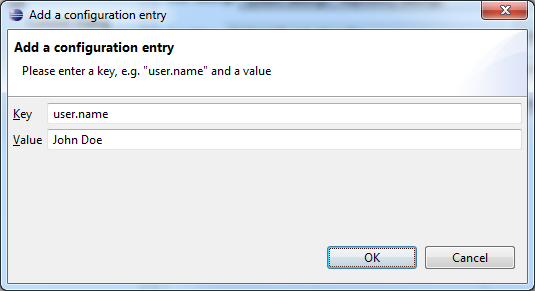 Add a configuration entry
Add a configuration entry
Please enter a key, e.g. "user.name" and a value
Key user.name
Value John Doe
OK Cancel